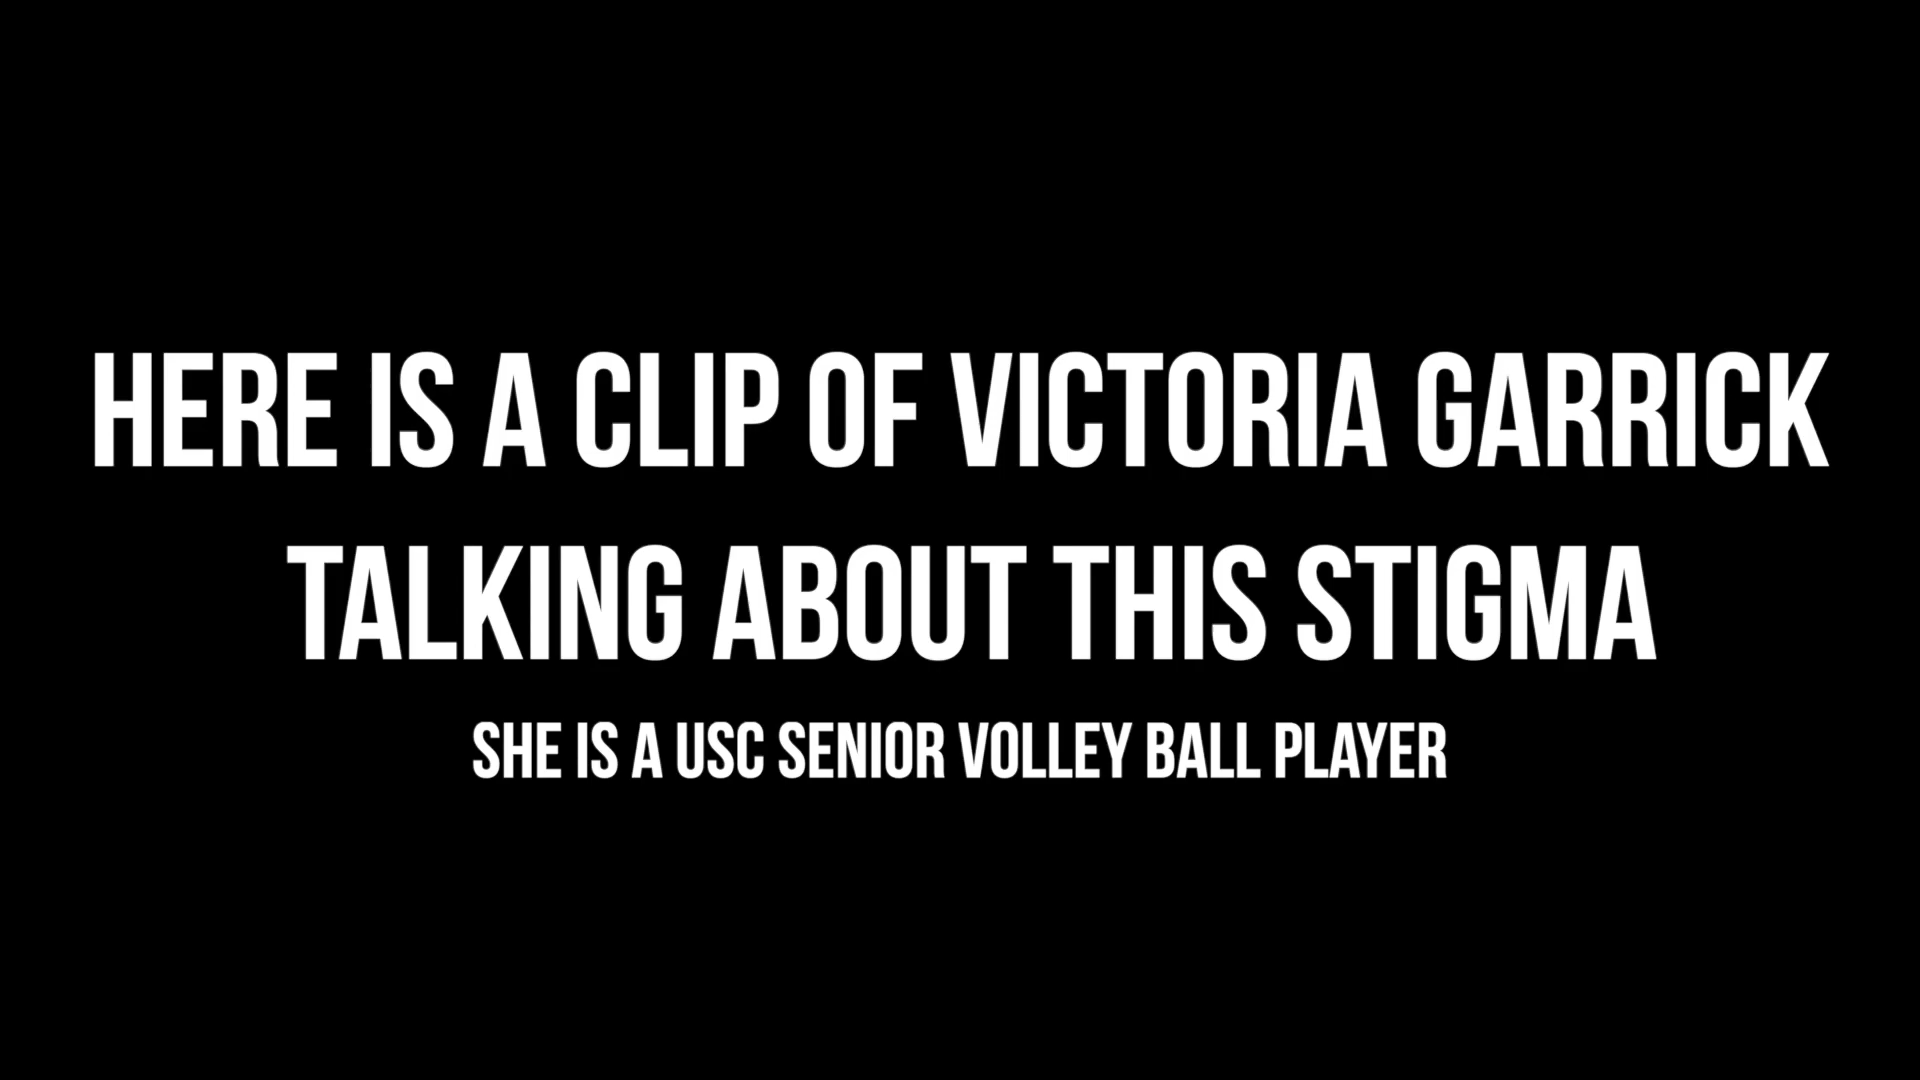 HERE IS A CLIP OF VICTORIA GARRICK
TALKING ABOUT THIS STIGMA
SHE IS A USC SENIOR VOLLEY BALL PLAYER